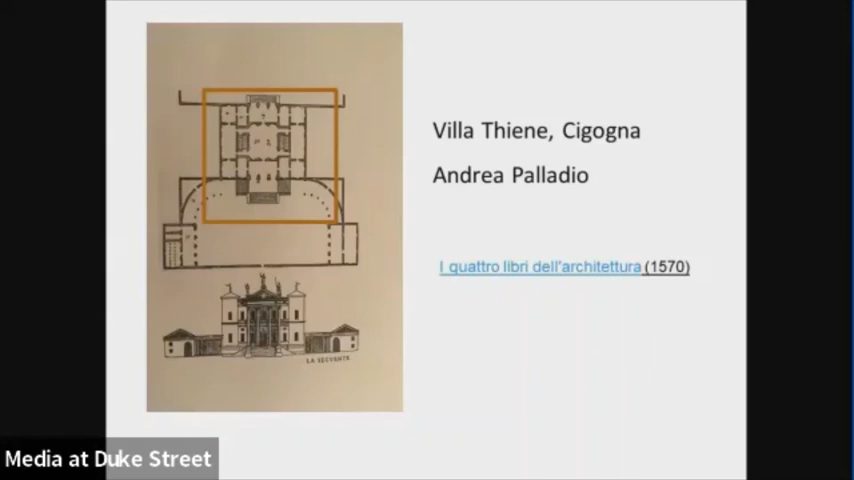 Villa Thiene, Cigogna
Andrea Palladio
I quattro libri dell'architettura (1570)
LA SEGVENTE
Media at Duke Street